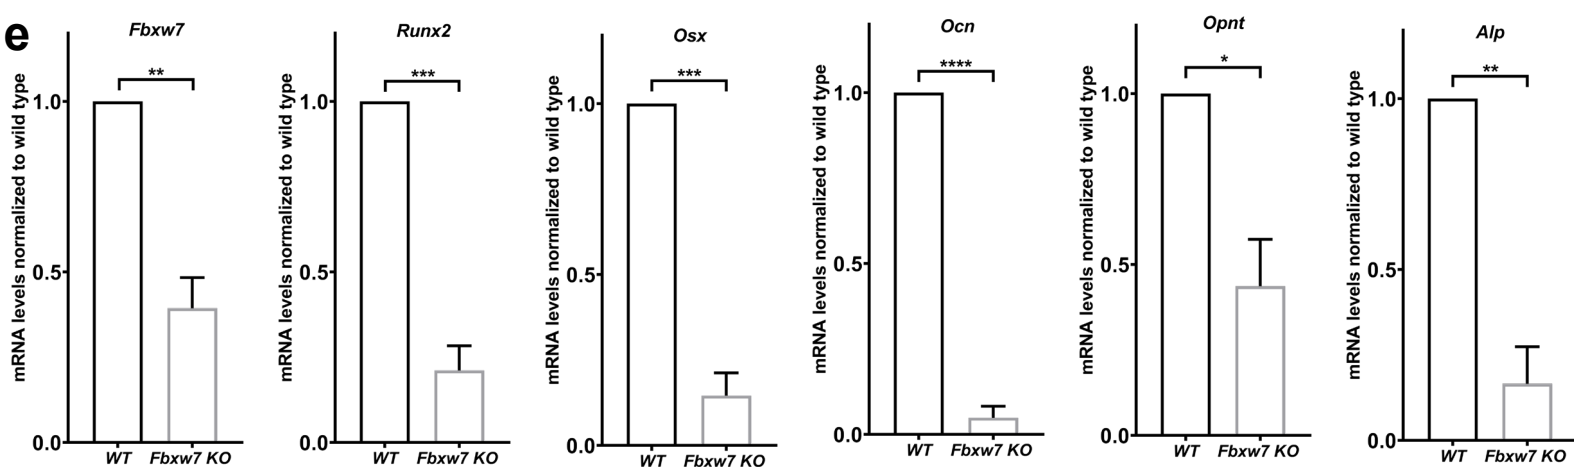 e
Fbxw7
**
mRNA levels normalized to wild type
1.0
0.5
0.0
WT Fbxw7 KO
Runx2
***
mRNA levels normalized to wild type
1.0
0.5
0.0
WT Fbxw7 KO
Osx
***
mRNA levels normalized to wild type
1.0
0.5
0.0
WT Fbxw7 KO
Ocn
****
mRNA levels normalized to wild type
1.0
0.5
0.0
WT Fbxw7 KO
Opnt
*
mRNA levels normalized to wild type
1.0
0.5
0.0
WT Fbxw7 KO
Alp
**
mRNA levels normalized to wild type
1.0
0.5
0.0
WT Fbxw7 KO